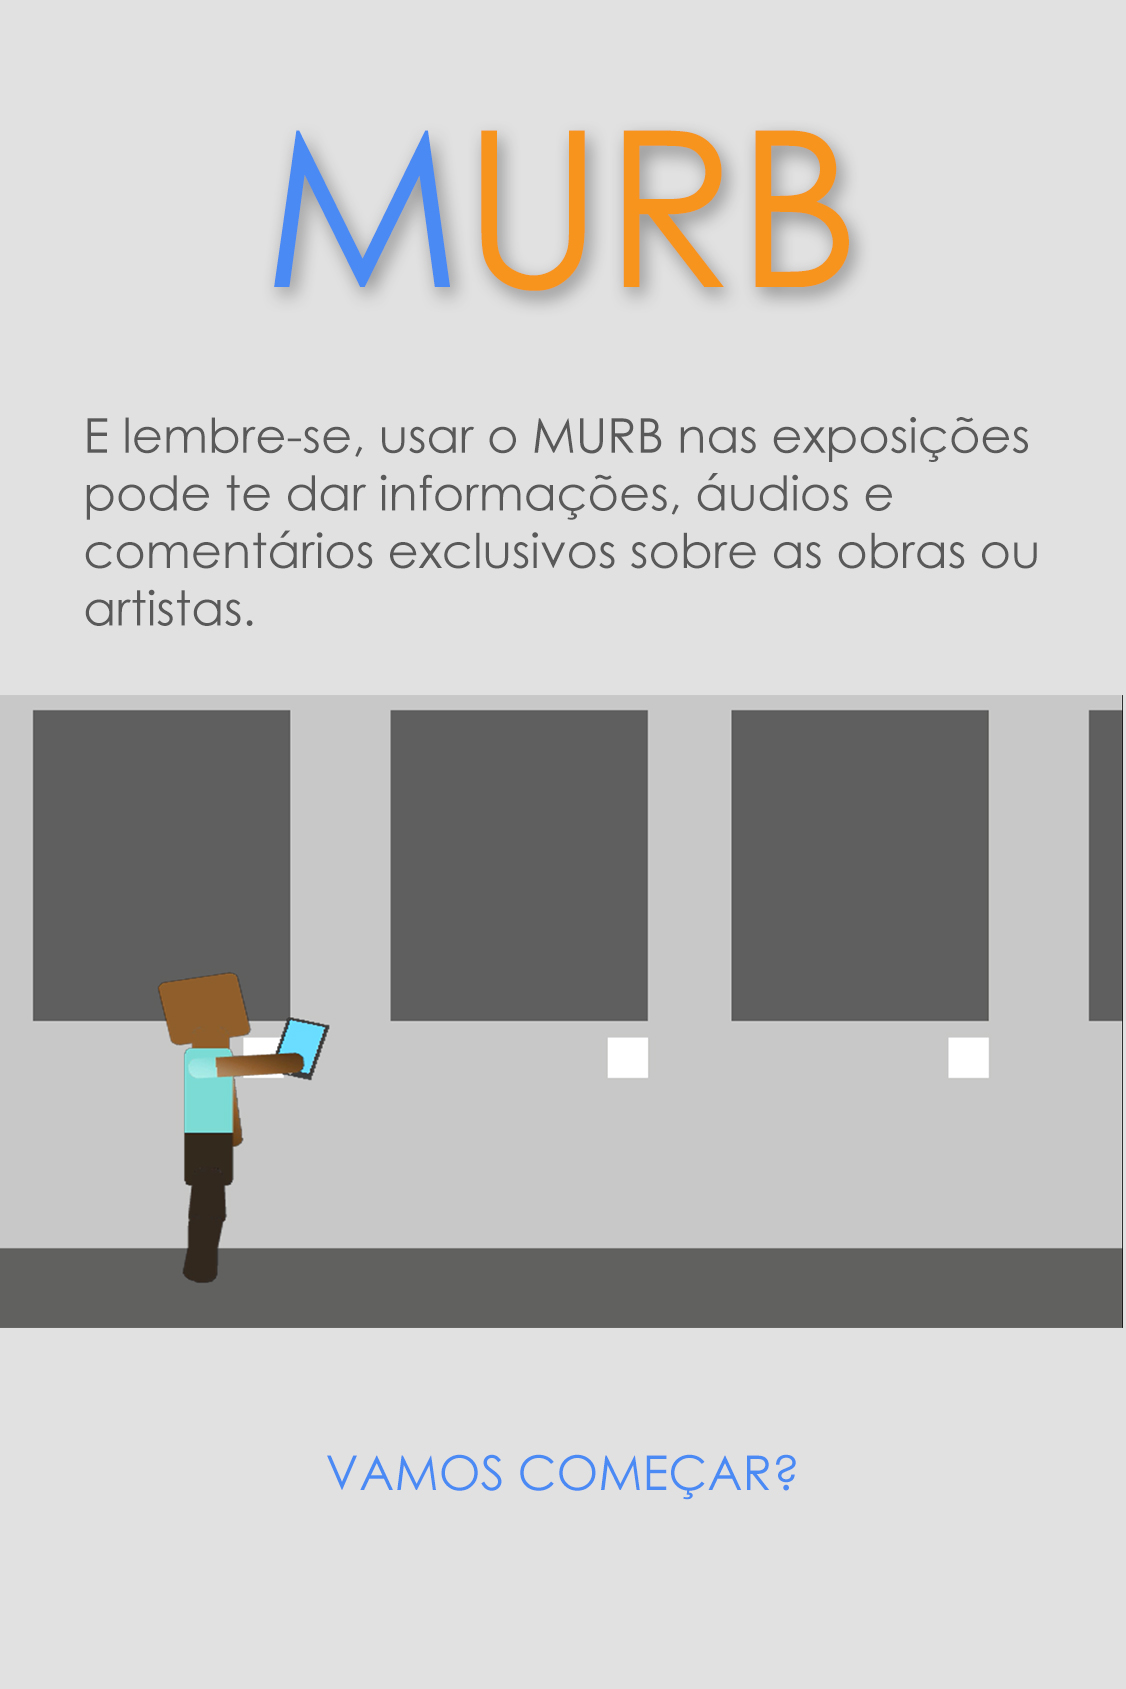 MURB
E lembre-se, usar o MURB nas exposições
pode te dar informações, áudios e
comentários exclusivos sobre as obras ou
artistas.
VAMOS COMEÇAR?